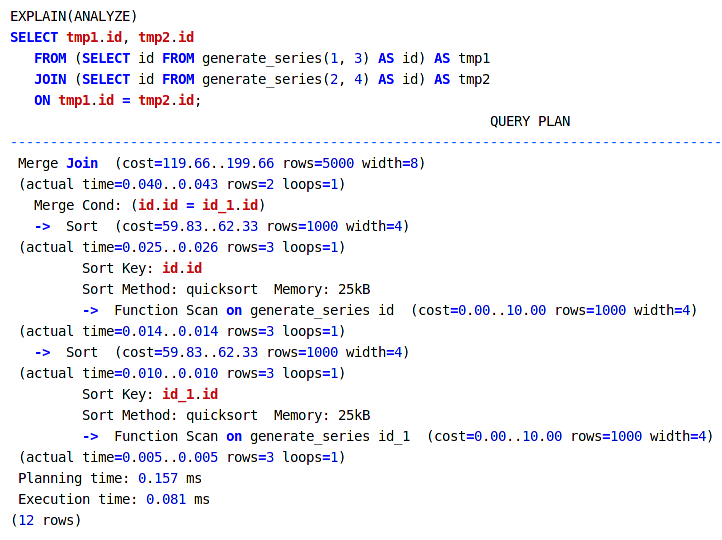 EXPLAIN(ANALYZE)
SELECT tmp1.id, tmp2.id
   FROM (SELECT id FROM generate_series(1, 3) AS id) AS tmp1
   JOIN (SELECT id FROM generate_series(2, 4) AS id) AS tmp2
   ON tmp1.id = tmp2.id;
                                                            QUERY PLAN
-----------------------------------------------------------------------------------------
 Merge Join  (cost=119.66..199.66 rows=5000 width=8)
 (actual time=0.040..0.043 rows=2 loops=1)
   Merge Cond: (id.id = id_1.id)
   ->  Sort  (cost=59.83..62.33 rows=1000 width=4)
 (actual time=0.025..0.026 rows=3 loops=1)
         Sort Key: id.id
         Sort Method: quicksort  Memory: 25kB
         ->  Function Scan on generate_series id  (cost=0.00..10.00 rows=1000 width=4)
 (actual time=0.014..0.014 rows=3 loops=1)
   ->  Sort  (cost=59.83..62.33 rows=1000 width=4)
 (actual time=0.010..0.010 rows=3 loops=1)
         Sort Key: id_1.id
         Sort Method: quicksort  Memory: 25kB
         ->  Function Scan on generate_series id_1  (cost=0.00..10.00 rows=1000 width=4)
 (actual time=0.005..0.005 rows=3 loops=1)
 Planning time: 0.157 ms
 Execution time: 0.081 ms
(12 rows)